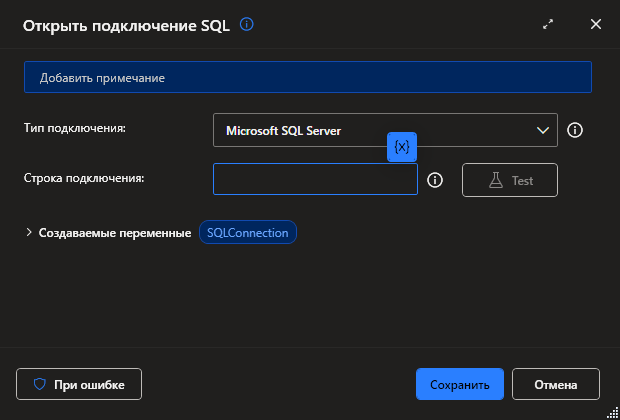 Открыть подключение SQL
Добавить примечание
Тип подключения: Microsoft SQL Server
{x}
Строка подключения: Test
Создаваемые переменные SQLConnection
При ошибке Сохранить Отмена